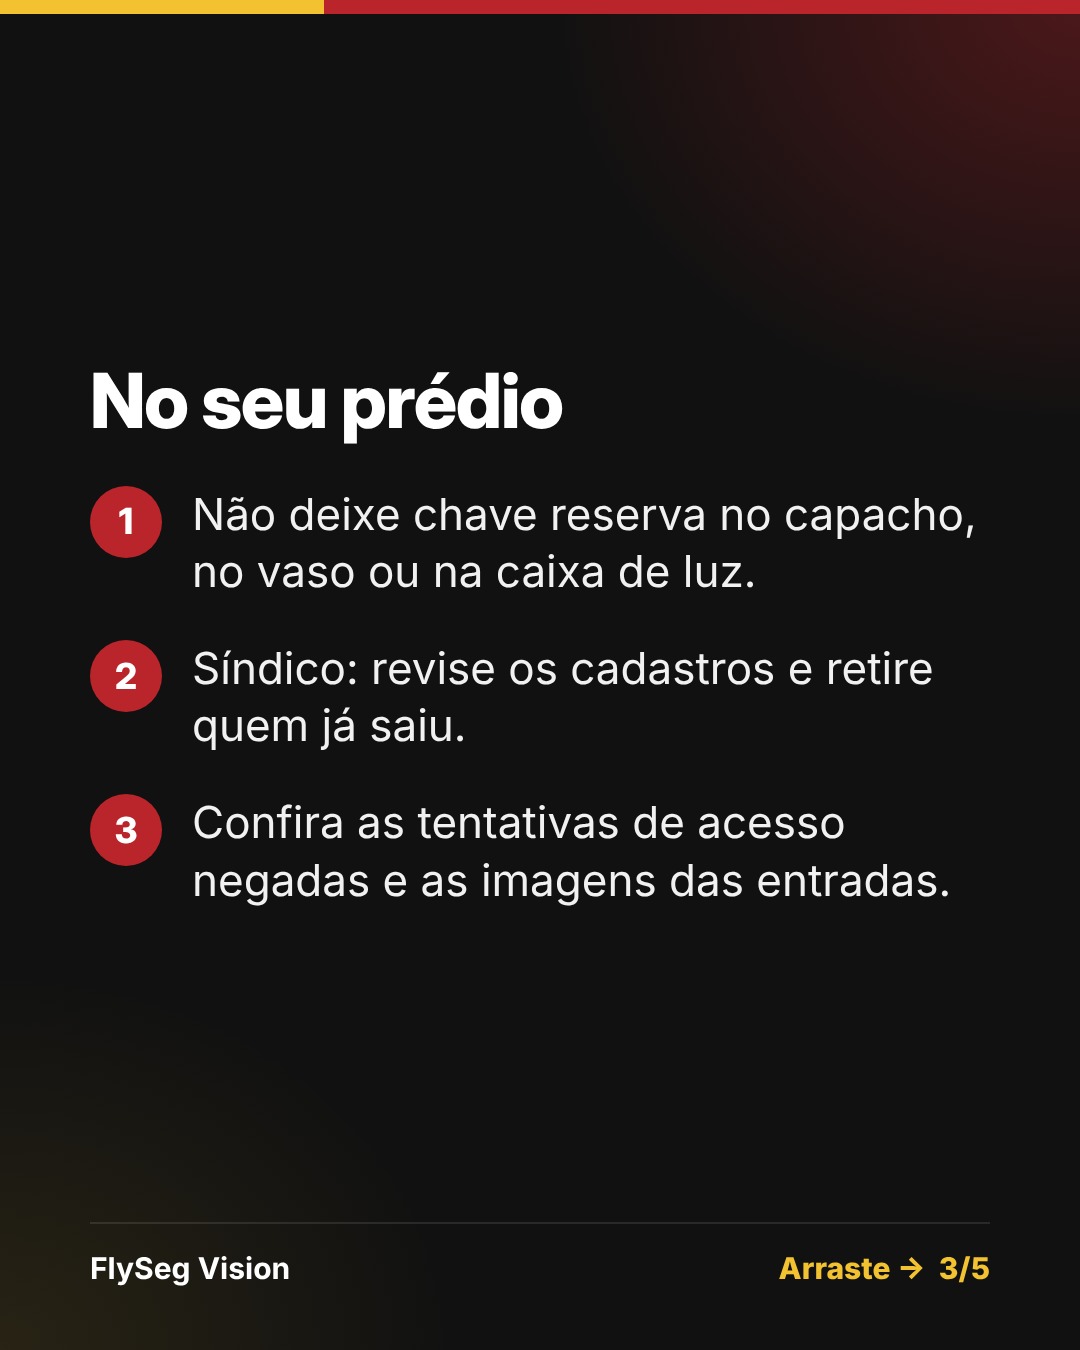 No seu prédio
1 Não deixe chave reserva no capacho,
no vaso ou na caixa de luz.
2 Síndico: revise os cadastros e retire
quem já saiu.
3 Confira as tentativas de acesso
negadas e as imagens das entradas.
FlySeg Vision
Arraste → 3/5